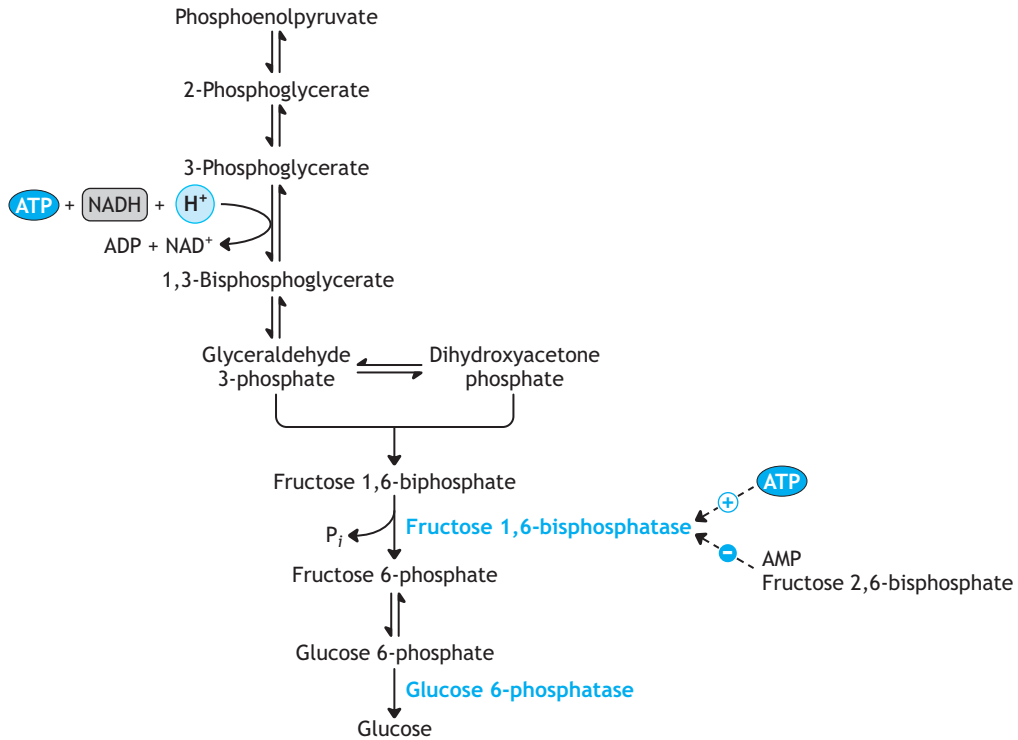 Phosphoenolpyruvate
2-Phosphoglycerate
3-Phosphoglycerate
ATP + NADH + H⁺
ADP + NAD⁺
1,3-Bisphosphoglycerate
Glyceraldehyde
3-phosphate
Dihydroxyacetone
phosphate
Fructose 1,6-biphosphate
ATP
+
Pᵢ
Fructose 1,6-bisphosphatase
−
AMP
Fructose 2,6-bisphosphate
Fructose 6-phosphate
Glucose 6-phosphate
Glucose 6-phosphatase
Glucose